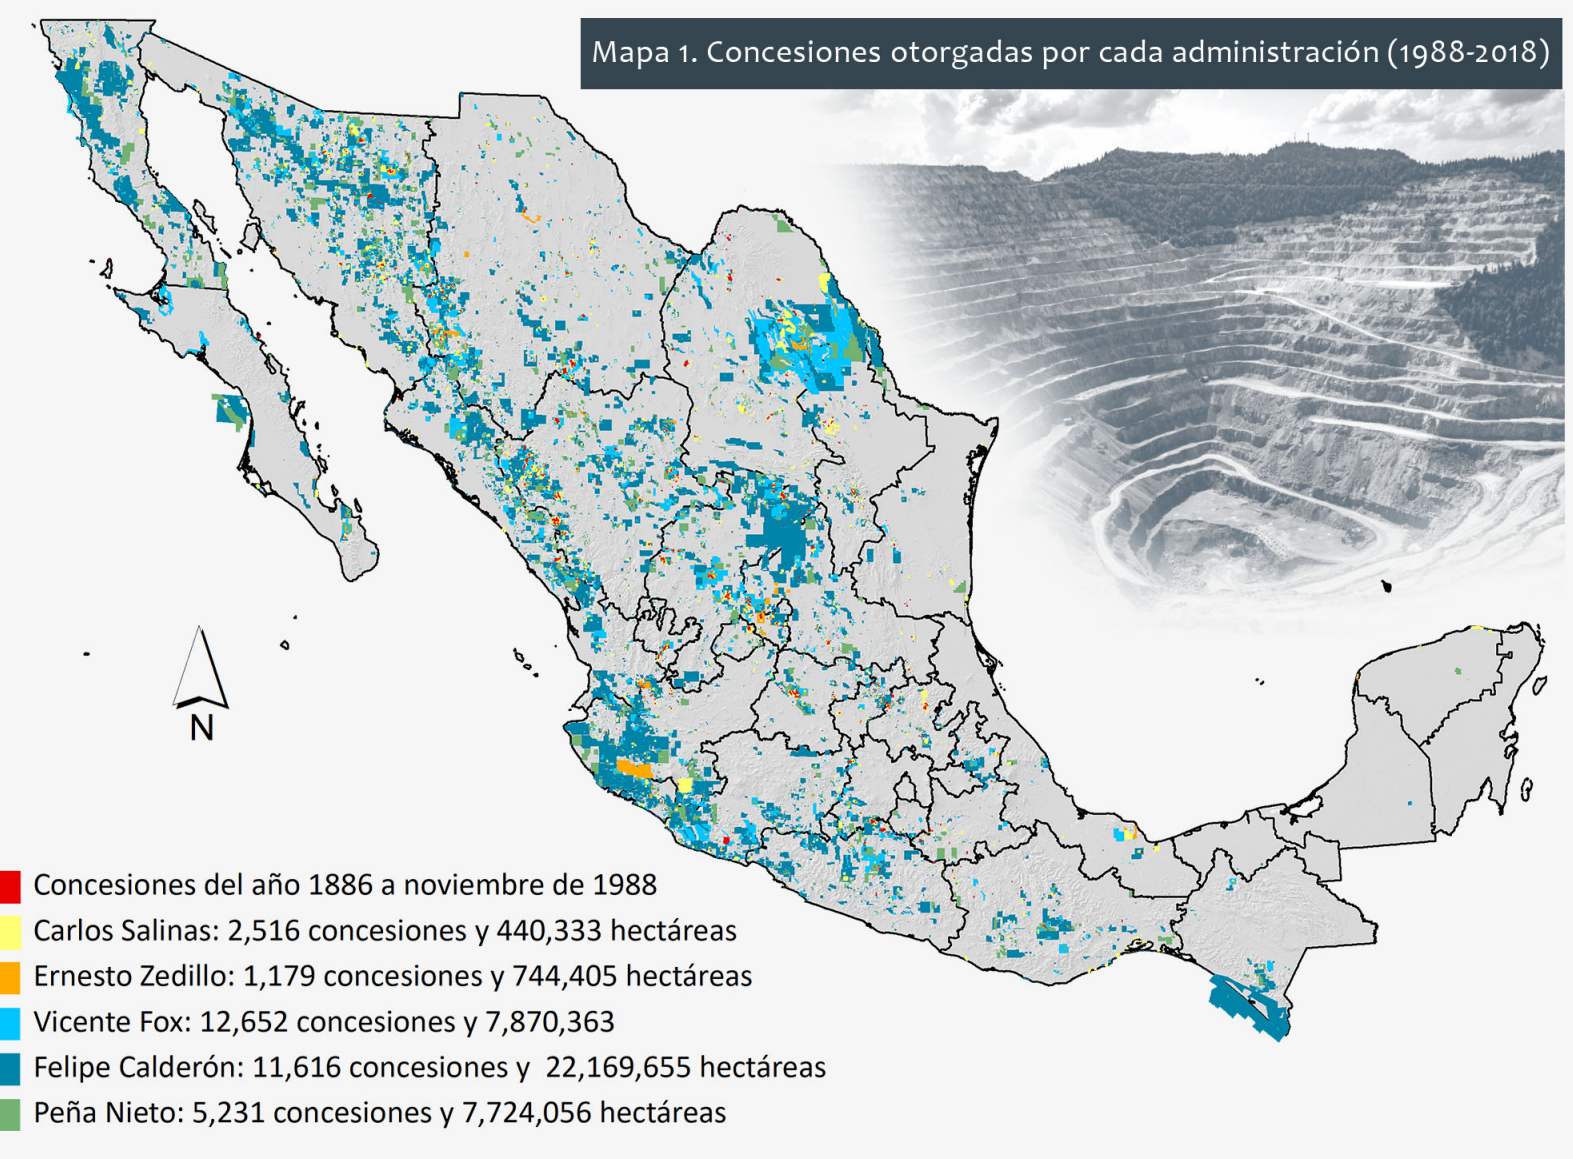 Mapa 1. Concesiones otorgadas por cada administración (1988-2018)
N
Concesiones del año 1886 a noviembre de 1988
Carlos Salinas: 2,516 concesiones y 440,333 hectáreas
Ernesto Zedillo: 1,179 concesiones y 744,405 hectáreas
Vicente Fox: 12,652 concesiones y 7,870,363
Felipe Calderón: 11,616 concesiones y  22,169,655 hectáreas
Peña Nieto: 5,231 concesiones y 7,724,056 hectáreas